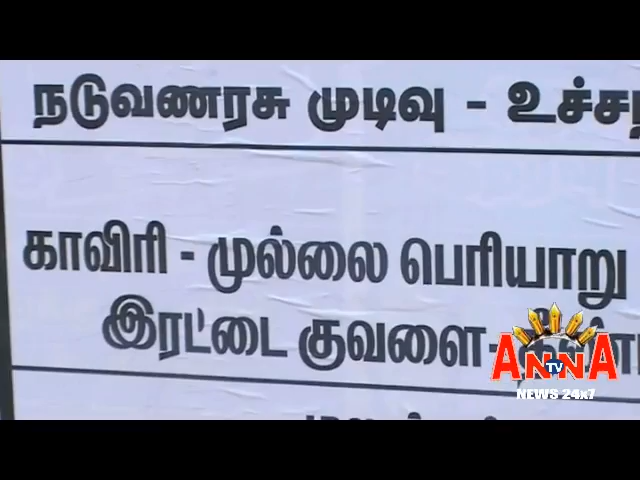 நடுவணரசு முடிவு - உச்ச
காவிரி - முல்லை பெரியாறு
இரட்டை குவளை-
ANNA
TV
NEWS 24x7